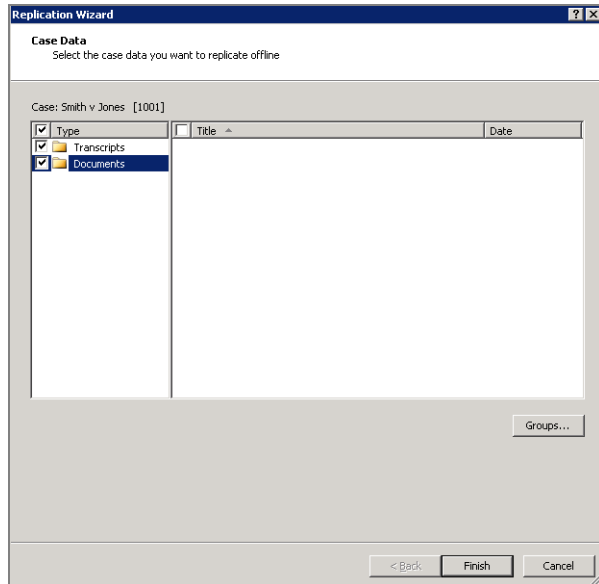 Replication Wizard
Case Data
Select the case data you want to replicate offline
Case: Smith v Jones [1001]
Type Title Date
Transcripts
Documents
Groups...
< Back Finish Cancel